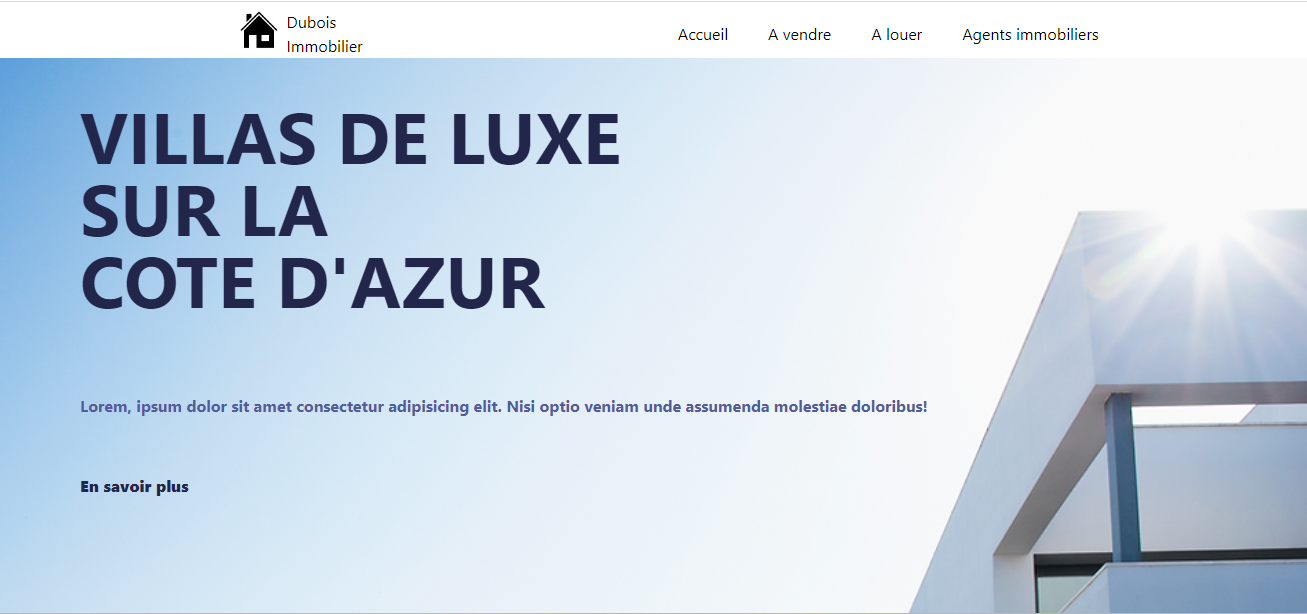 Dubois
Immobilier
Accueil A vendre A louer Agents immobiliers
VILLAS DE LUXE
SUR LA
COTE D'AZUR
Lorem, ipsum dolor sit amet consectetur adipisicing elit. Nisi optio veniam unde assumenda molestiae doloribus!
En savoir plus